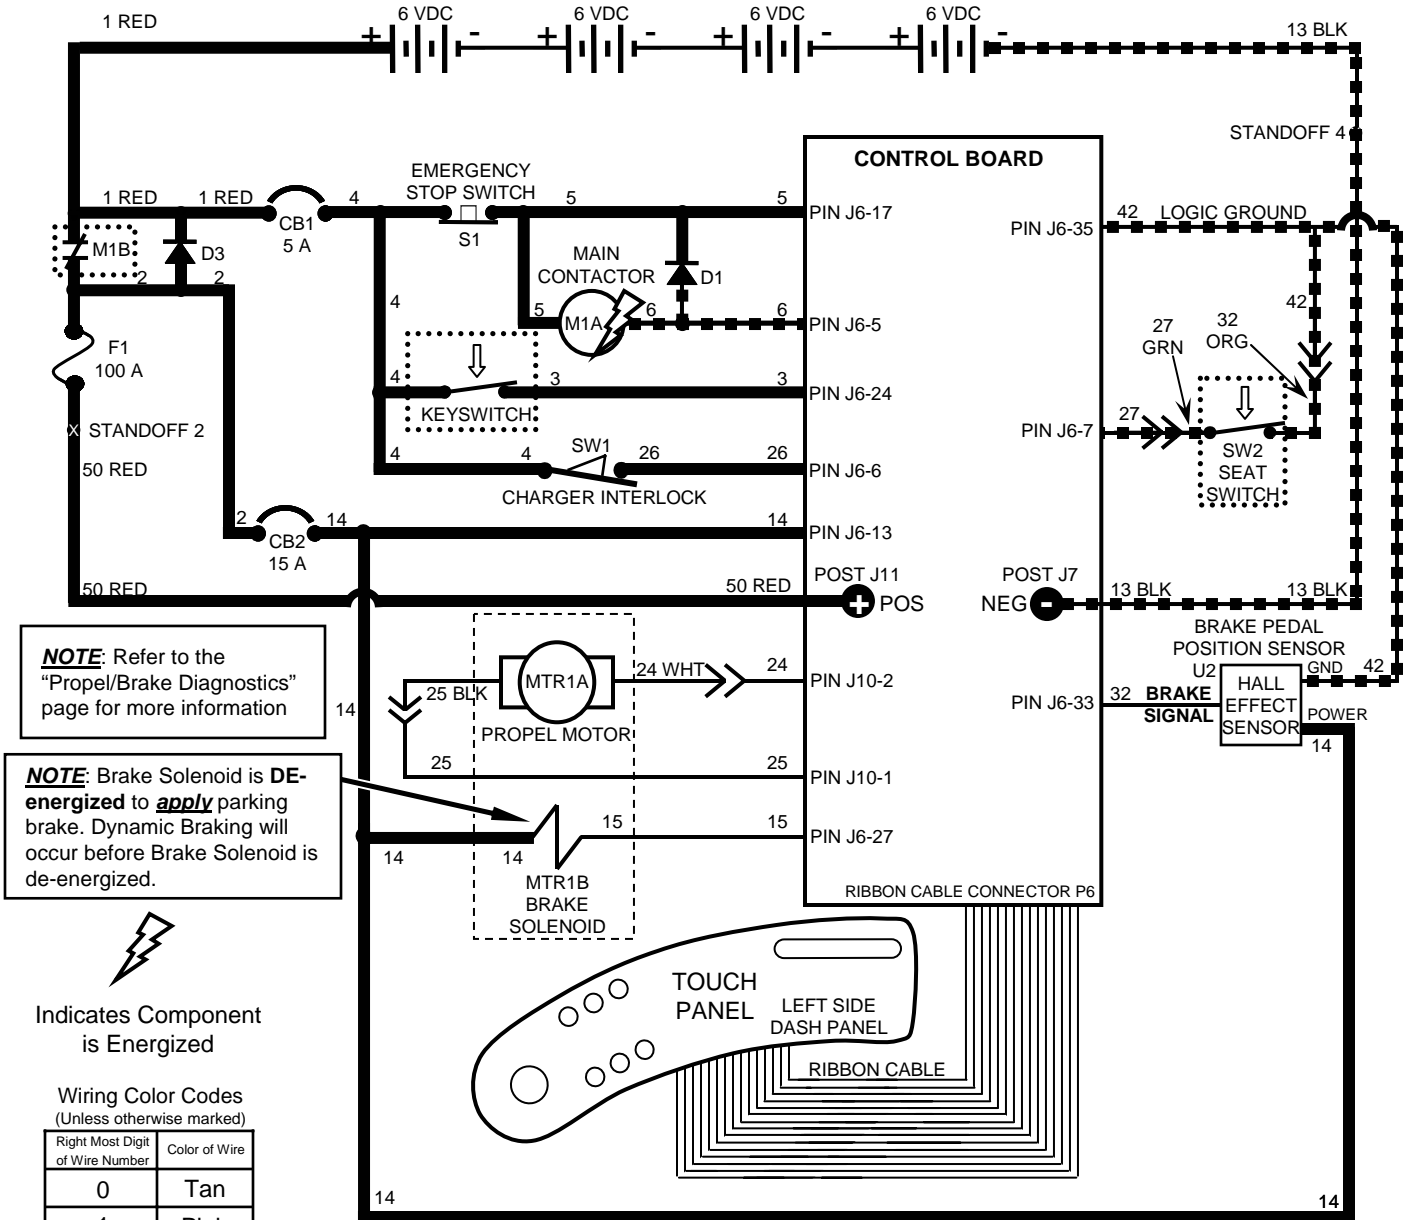 1 RED
6 VDC
6 VDC
6 VDC
6 VDC
13 BLK
+
-
+
-
+
-
+
-
STANDOFF 4
CONTROL BOARD
EMERGENCY
STOP SWITCH
1 RED
1 RED
4
5
5
PIN J6-17
42
LOGIC GROUND
PIN J6-35
CB1
5 A
S1
M1B
D3
MAIN
CONTACTOR
D1
2
2
4
5
M1A
6
6
PIN J6-5
42
27
GRN
32
ORG
F1
100 A
4
3
3
PIN J6-24
KEYSWITCH
27
PIN J6-7
STANDOFF 2
X
SW1
4
4
26
26
PIN J6-6
SW2
SEAT
SWITCH
50 RED
CHARGER INTERLOCK
2
14
14
PIN J6-13
CB2
15 A
50 RED
50 RED
POST J11
+
POS
POST J7
NEG
-
13 BLK
13 BLK
BRAKE PEDAL
POSITION SENSOR
U2
GND
42
NOTE: Refer to the
“Propel/Brake Diagnostics”
page for more information
25 BLK
MTR1A
24 WHT
24
PIN J10-2
HALL
EFFECT
SENSOR
PIN J6-33
32
BRAKE
SIGNAL
POWER
14
14
PROPEL MOTOR
25
25
PIN J10-1
NOTE: Brake Solenoid is DE-
energized to apply parking
brake. Dynamic Braking will
occur before Brake Solenoid is
de-energized.
14
14
15
15
PIN J6-27
MTR1B
BRAKE
SOLENOID
RIBBON CABLE CONNECTOR P6
TOUCH
PANEL
LEFT SIDE
DASH PANEL
RIBBON CABLE
Indicates Component
is Energized
Wiring Color Codes
(Unless otherwise marked)
Right Most Digit
of Wire Number
Color of Wire
0
Tan
14
14